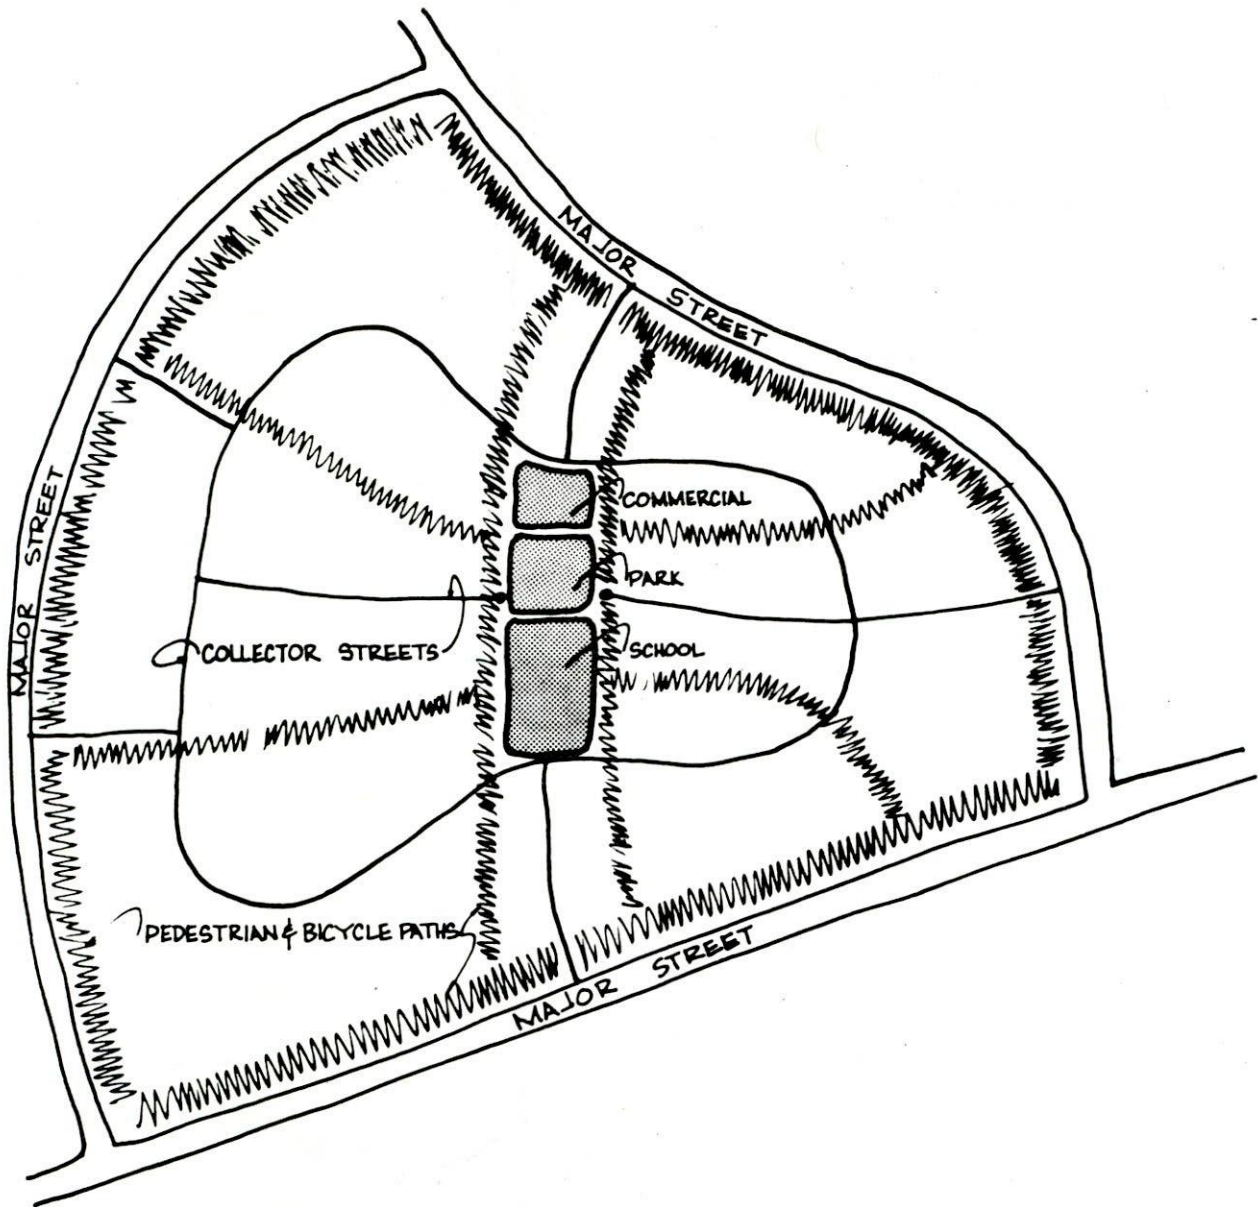 MAJOR STREET
COMMERCIAL
PARK
MAJOR STREET
COLLECTOR STREETS
SCHOOL
PEDESTRIAN & BICYCLE PATHS
MAJOR STREET